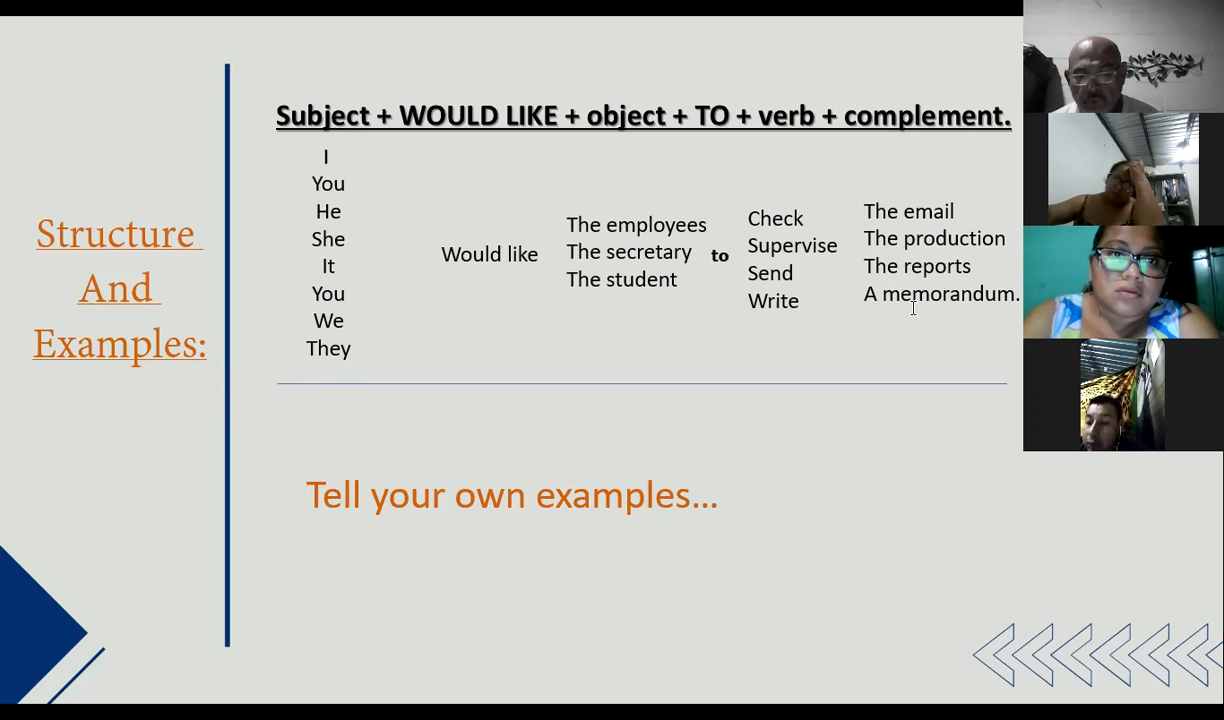 Structure
And
Examples:
Subject + WOULD LIKE + object + TO + verb + complement.
I
You
He
She
It
You
We
They
Would like
The employees
The secretary
The student
to
Check
Supervise
Send
Write
The email
The production
The reports
A memorandum.
Tell your own examples...